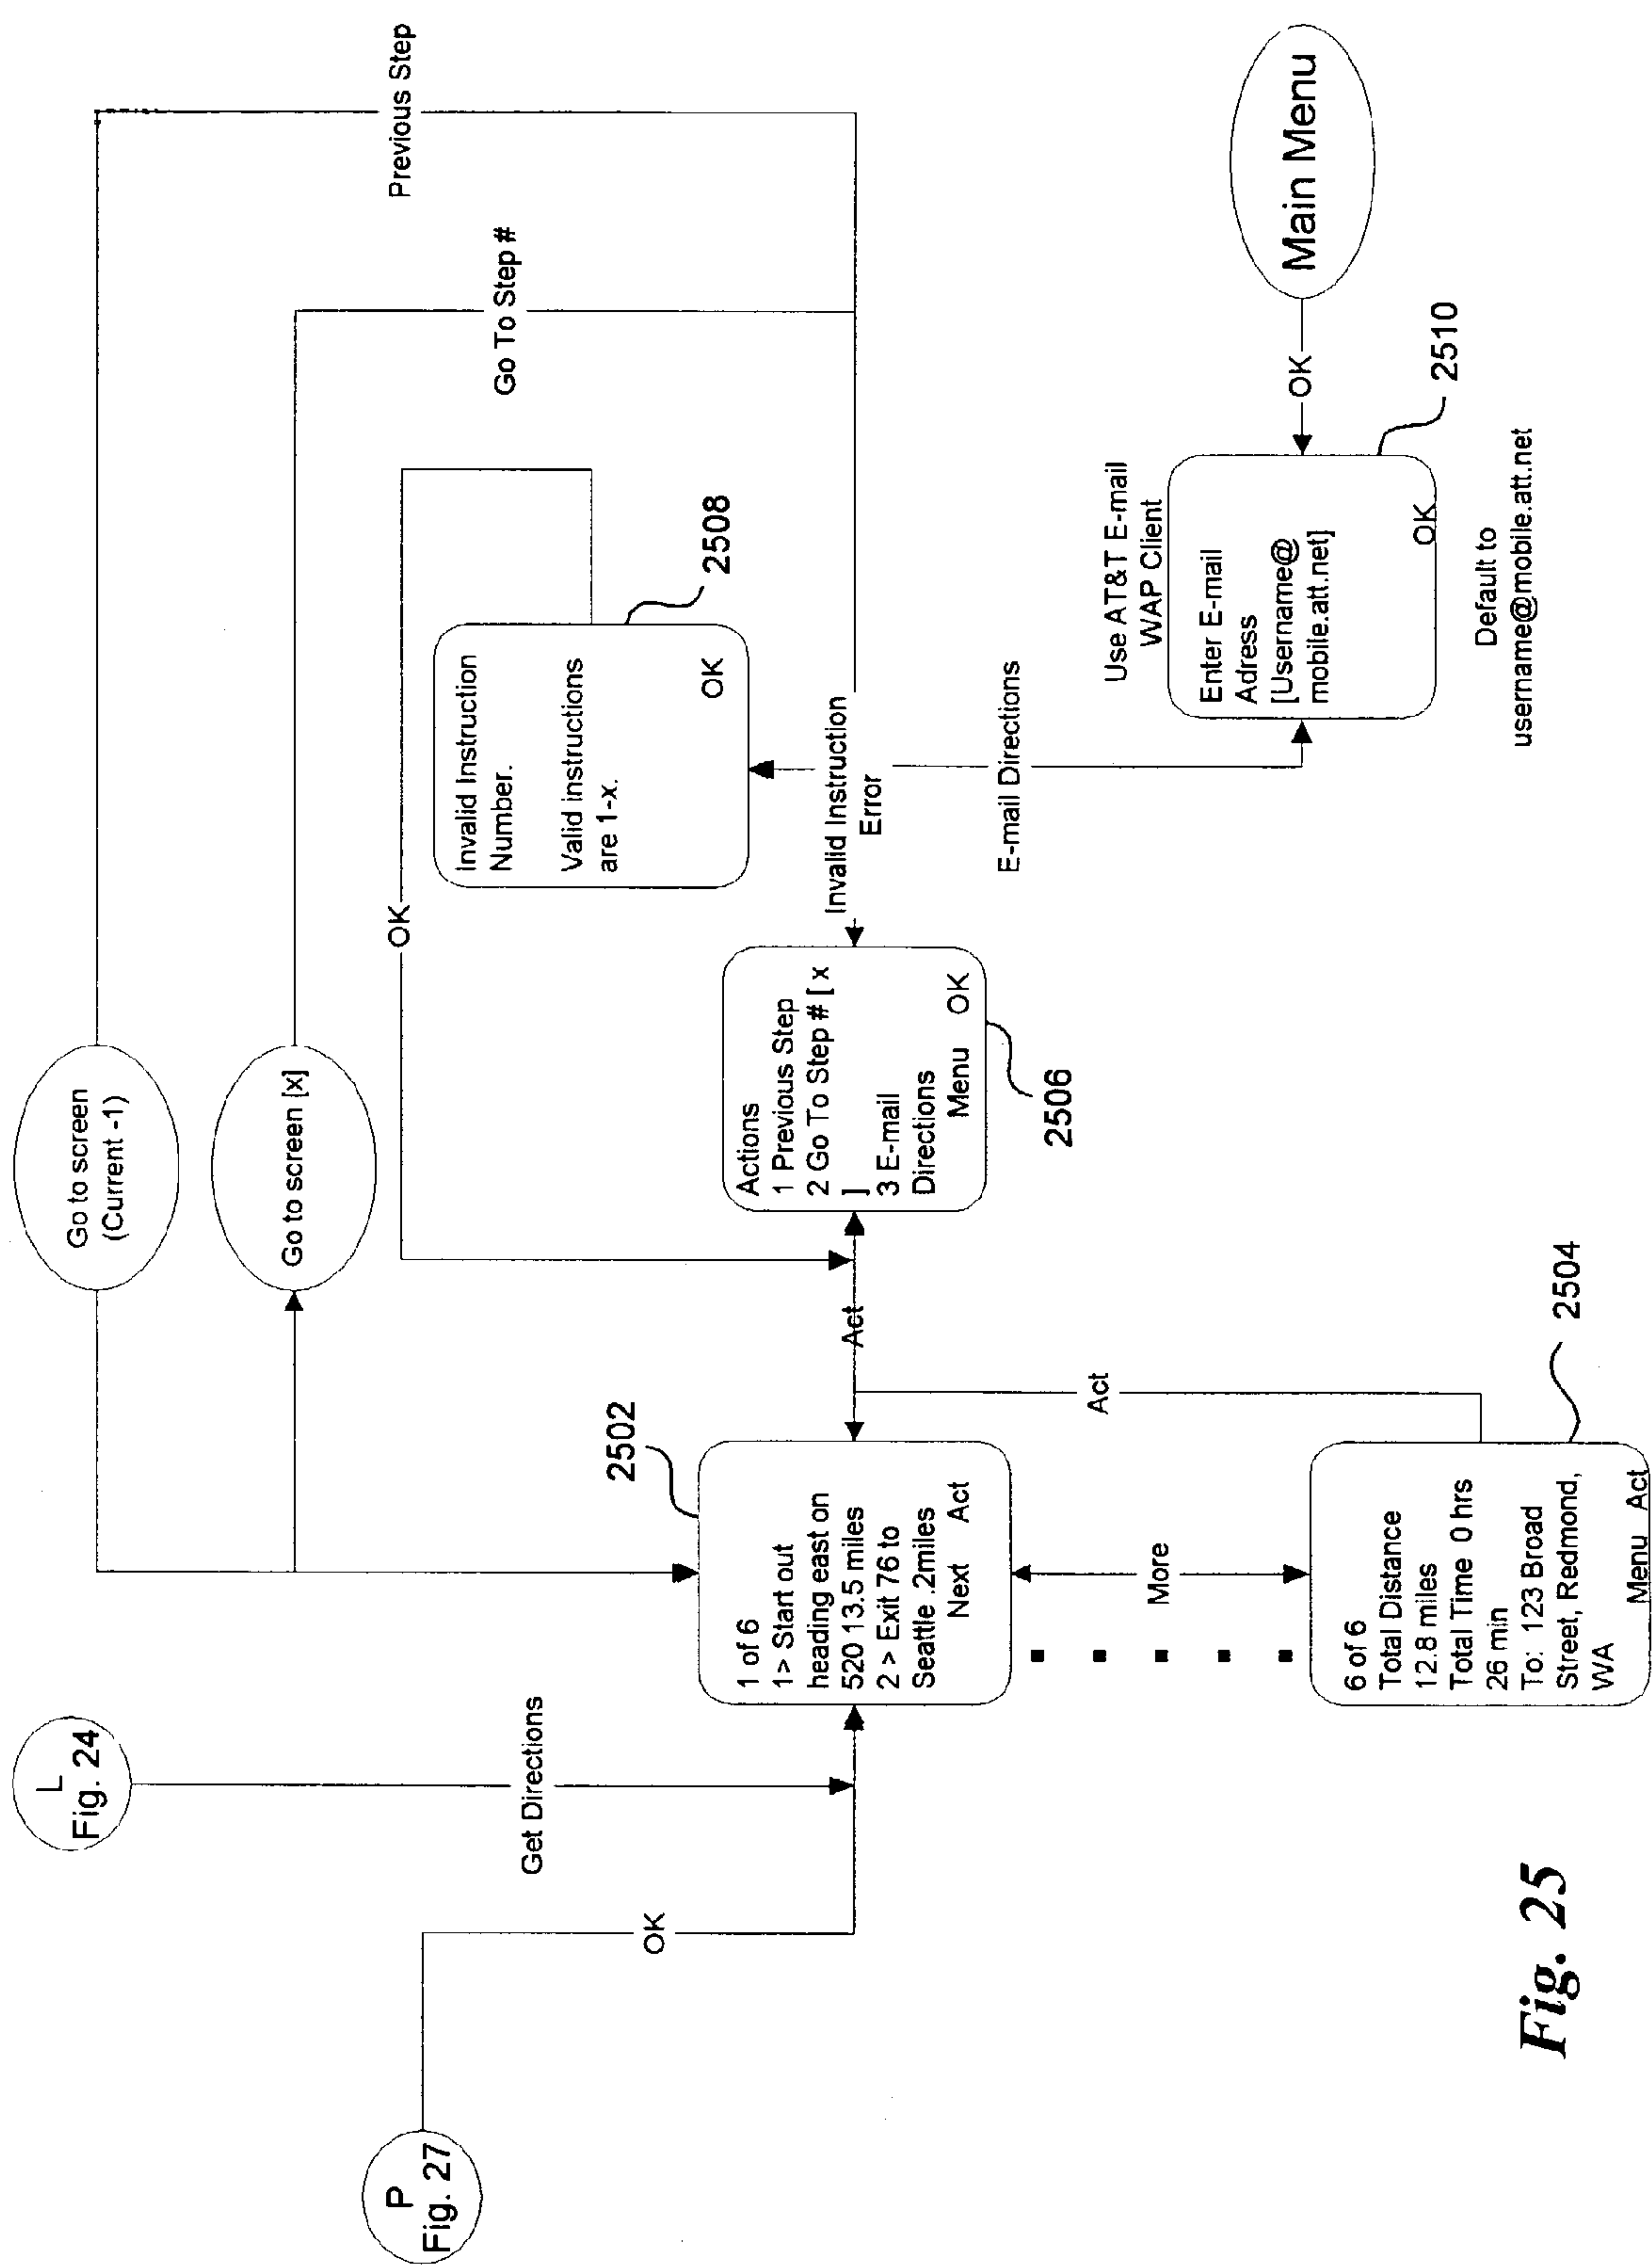 P
Fig. 27
OK
L
Fig. 24
Get Directions
Go to screen
(Current -1)
Go to screen [x]
Previous Step
Go To Step #
2502
1 of 6
1> Start out
heading east on
520 13.5 miles
2 > Exit 76 to
Seattle .2miles
Next Act
More
6 of 6
Total Distance
12.8 miles
Total Time 0 hrs
26 min
To: 123 Broad
Street, Redmond,
WA
Menu Act
2504
Act
Act
OK
Actions
1 Previous Step
2 Go To Step # [ x
]
3 E-mail
Directions
Menu OK
2506
Invalid Instruction
Number.
Valid instructions
are 1-x.
OK
2508
Invalid Instruction
Error
E-mail Directions
Use AT&T E-mail
WAP Client
Enter E-mail
Adress
[Username@
mobile.att.net]
OK
2510
Default to
username@mobile.att.net
OK
Main Menu
Fig. 25